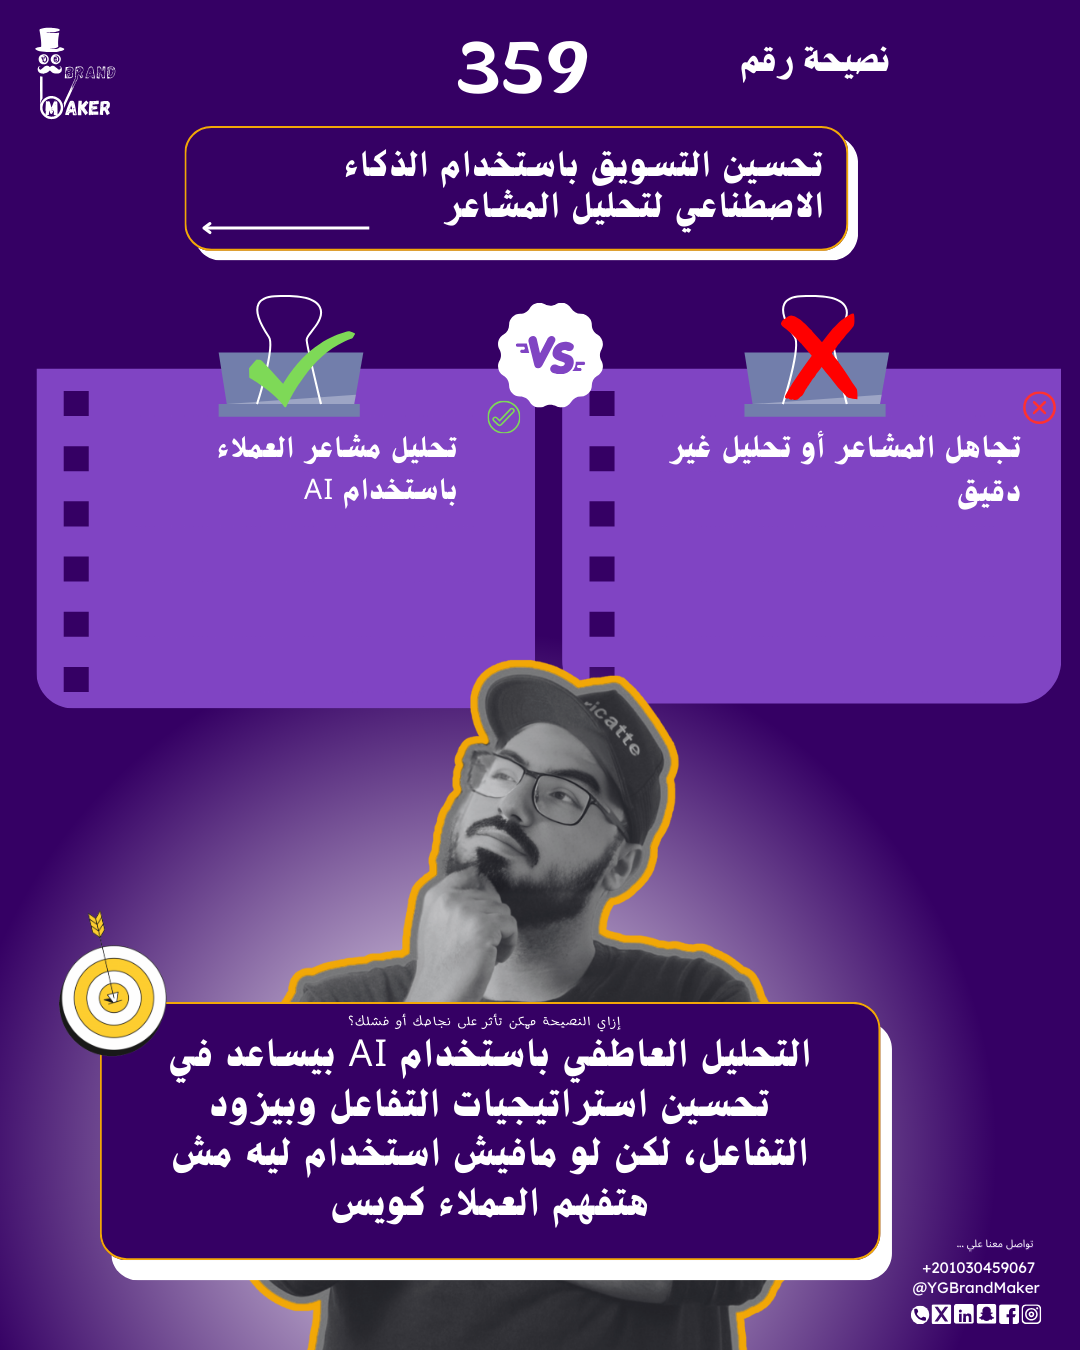 BRAND
MAKER
نصيحة رقم 359
تحسين التسويق باستخدام الذكاء
الاصطناعي لتحليل المشاعر
VS
تجاهل المشاعر أو تحليل غير
دقيق
تحليل مشاعر العملاء
باستخدام AI
icatte
إزاي النصيحة ممكن تأثر على نجاحك أو فشلك؟
التحليل العاطفي باستخدام AI بيساعد في
تحسين استراتيجيات التفاعل وبيزود
التفاعل، لكن لو مافيش استخدام ليه مش
هتفهم العملاء كويس
تواصل معنا علي ...
+201030459067
@YGBrandMaker